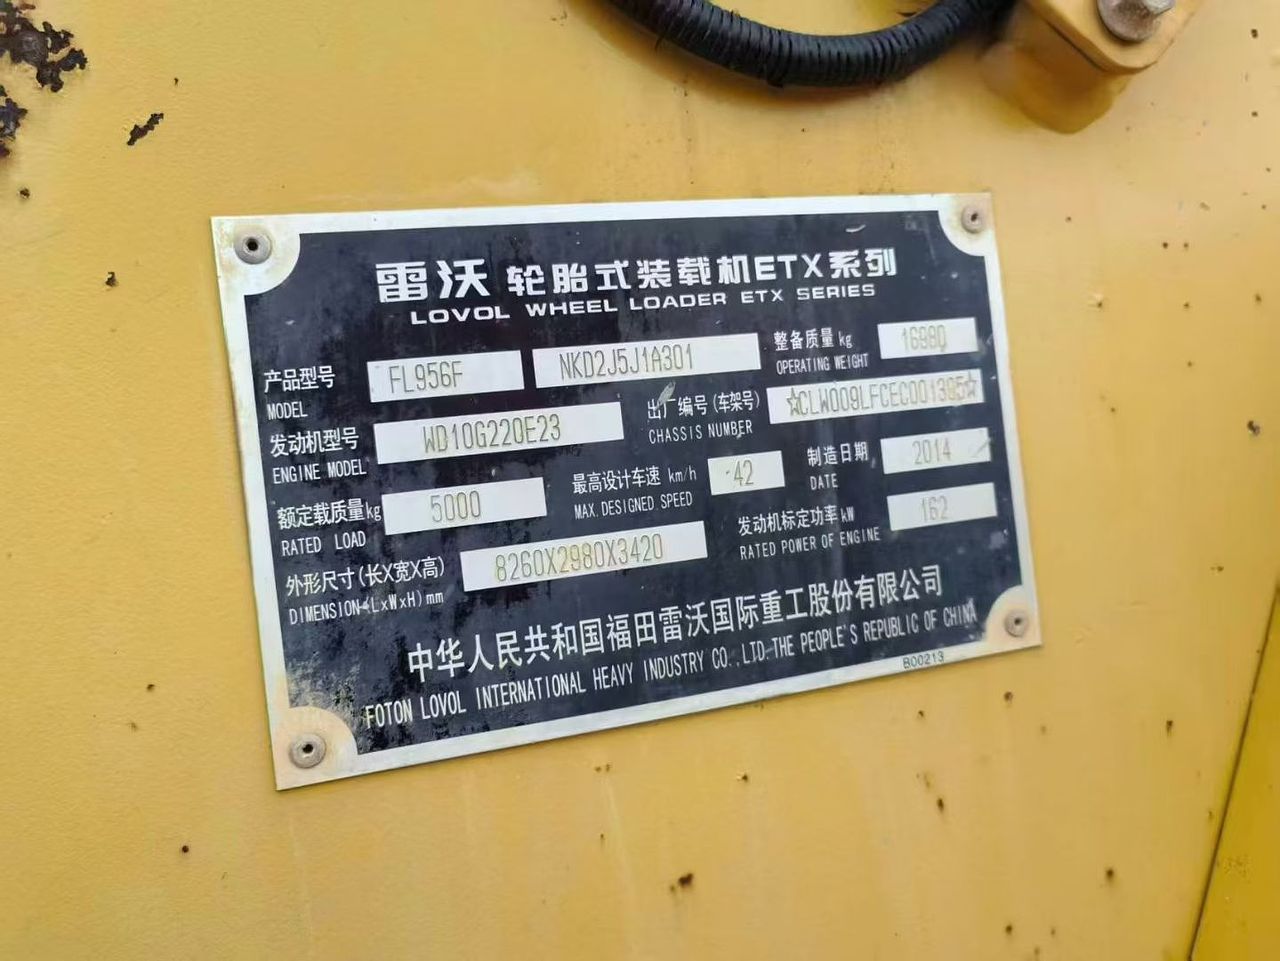 雷沃 轮胎式装载机ETX系列
LOVOL WHEEL LOADER ETX SERIES
产品型号 FL956F NKD2J5J1A301 整备质量 kg 16980
MODEL OPERATING WEIGHT
发动机型号 WD10G220E23 出厂编号(车架号) ☆CLW009LFCEC001395☆
ENGINE MODEL CHASSIS NUMBER
额定载质量kg 5000 最高设计车速 km/h 42 制造日期 2014
RATED LOAD MAX.DESIGNED SPEED DATE
外形尺寸(长X宽X高) 8260X2980X3420 发动机标定功率 kW 162
DIMENSION(LxWxH)mm RATED POWER OF ENGINE
中华人民共和国福田雷沃国际重工股份有限公司
FOTON LOVOL INTERNATIONAL HEAVY INDUSTRY CO.,LTD.THE PEOPLE'S REPUBLIC OF CHINA
B00213